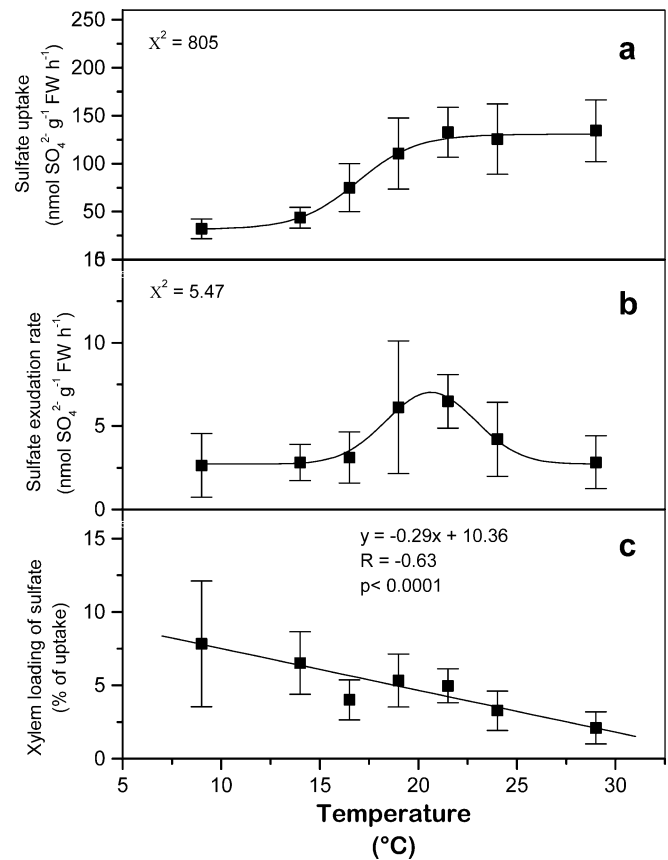 250
200
150
100
50
Sulfate uptake
(nmol SO₄²⁻ g⁻¹ FW h⁻¹)
X² = 805
a
10
5
0
Sulfate exudation rate
(nmol SO₄²⁻ g⁻¹ FW h⁻¹)
X² = 5.47
b
15
10
5
0
Xylem loading of sulfate
(% of uptake)
y = -0.29x + 10.36
R = -0.63
p< 0.0001
c
5 10 15 20 25 30
Temperature
(°C)